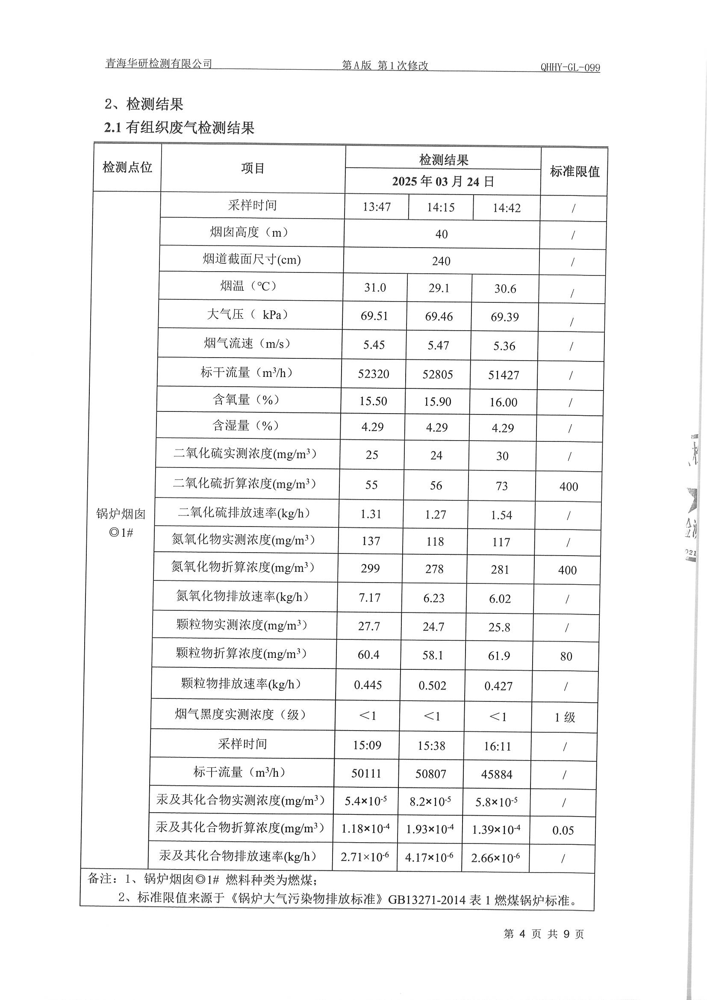 青海华研检测有限公司 第A版 第1次修改 QHHY-GL-099
2、检测结果
2.1 有组织废气检测结果
检测点位 项目 检测结果 标准限值
2025 年 03 月 24 日
采样时间 13:47 14:15 14:42 /
烟囱高度（m） 40 /
烟道截面尺寸(cm) 240 /
烟温（℃） 31.0 29.1 30.6 /
大气压（ kPa） 69.51 69.46 69.39 /
烟气流速（m/s） 5.45 5.47 5.36 /
标干流量（m³/h） 52320 52805 51427 /
含氧量（%） 15.50 15.90 16.00 /
含湿量（%） 4.29 4.29 4.29 /
二氧化硫实测浓度(mg/m³） 25 24 30 /
二氧化硫折算浓度(mg/m³） 55 56 73 400
锅炉烟囱
◎1#
二氧化硫排放速率(kg/h） 1.31 1.27 1.54 /
氮氧化物实测浓度(mg/m³） 137 118 117 /
氮氧化物折算浓度(mg/m³） 299 278 281 400
氮氧化物排放速率(kg/h） 7.17 6.23 6.02 /
颗粒物实测浓度(mg/m³） 27.7 24.7 25.8 /
颗粒物折算浓度(mg/m³） 60.4 58.1 61.9 80
颗粒物排放速率(kg/h） 0.445 0.502 0.427 /
烟气黑度实测浓度（级） ＜1 ＜1 ＜1 1 级
采样时间 15:09 15:38 16:11 /
标干流量（m³/h） 50111 50807 45884 /
汞及其化合物实测浓度(mg/m³） 5.4×10⁻⁵ 8.2×10⁻⁵ 5.8×10⁻⁵ /
汞及其化合物折算浓度(mg/m³） 1.18×10⁻⁴ 1.93×10⁻⁴ 1.39×10⁻⁴ 0.05
汞及其化合物排放速率(kg/h） 2.71×10⁻⁶ 4.17×10⁻⁶ 2.66×10⁻⁶ /
备注：1、锅炉烟囱◎1# 燃料种类为燃煤；
2、标准限值来源于《锅炉大气污染物排放标准》GB13271-2014 表 1 燃煤锅炉标准。
第 4 页 共 9 页